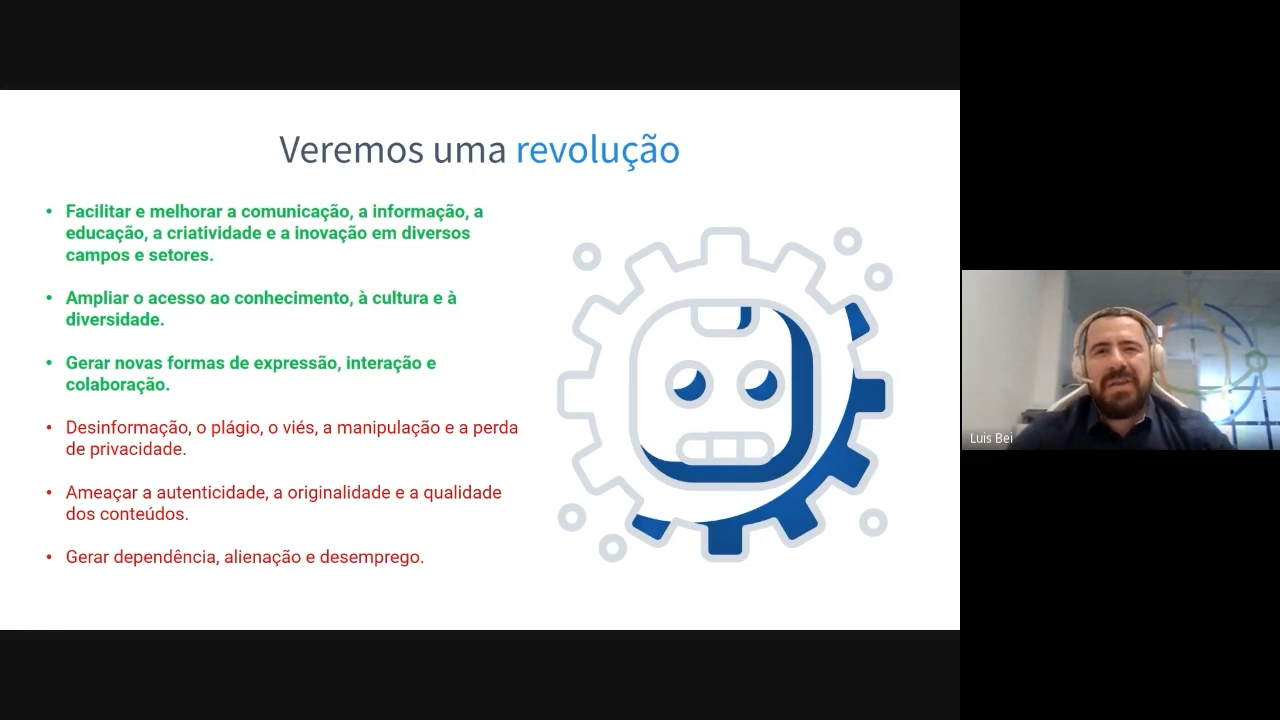 Veremos uma revolução
• Facilitar e melhorar a comunicação, a informação, a
educação, a criatividade e a inovação em diversos
campos e setores.
• Ampliar o acesso ao conhecimento, à cultura e à
diversidade.
• Gerar novas formas de expressão, interação e
colaboração.
• Desinformação, o plágio, o viés, a manipulação e a perda
de privacidade.
• Ameaçar a autenticidade, a originalidade e a qualidade
dos conteúdos.
• Gerar dependência, alienação e desemprego.
Luis Bei